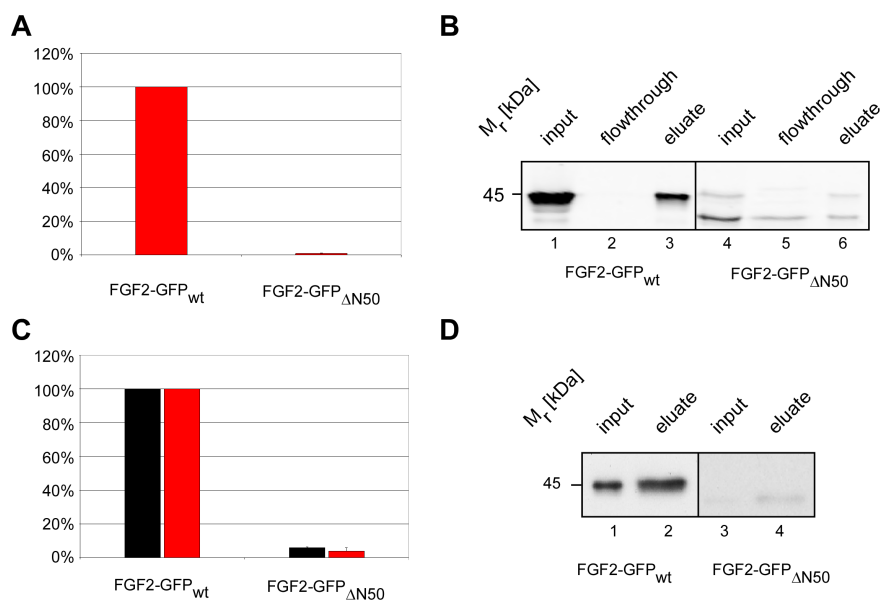 A
120%
100%
80%
60%
40%
20%
0%
FGF2-GFPwt
FGF2-GFPΔN50
B
Mr [kDa]
input
flowthrough
eluate
input
flowthrough
eluate
45
1 2 3 4 5 6
FGF2-GFPwt
FGF2-GFPΔN50
C
120%
100%
80%
60%
40%
20%
0%
FGF2-GFPwt
FGF2-GFPΔN50
D
Mr [kDa]
input
eluate
input
eluate
45
1 2 3 4
FGF2-GFPwt
FGF2-GFPΔN50